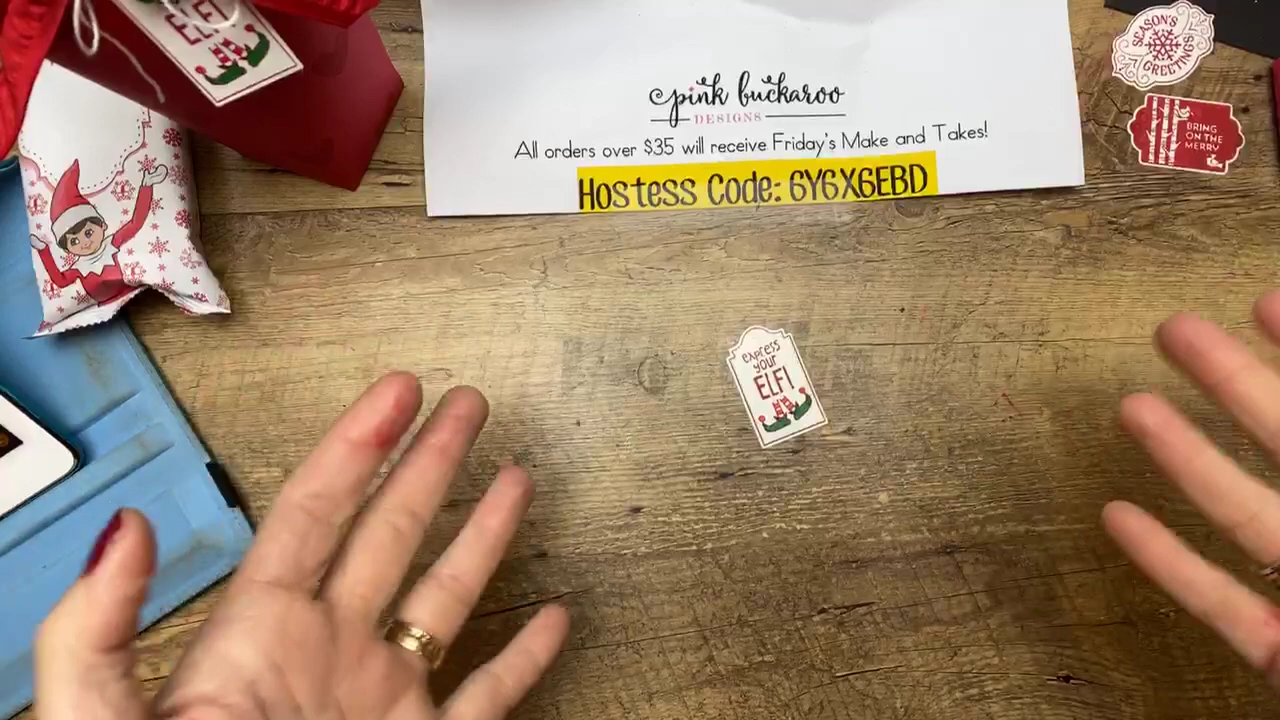 ELF!
pink buckaroo
DESIGNS
All orders over $35 will receive Friday's Make and Takes!
Hostess Code: 6Y6X6EBD
SEASON'S
GREETINGS
BRING
ON THE
MERRY
express
your
ELF!